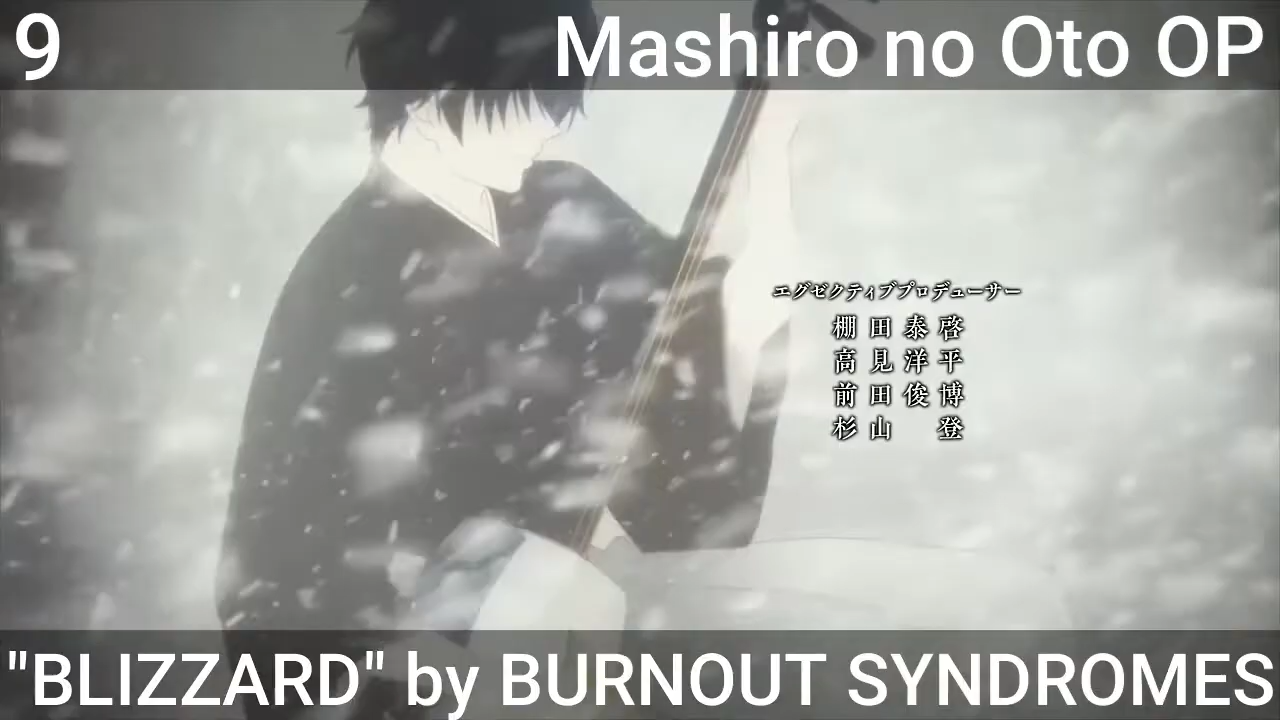 9
Mashiro no Oto OP
エグゼクティブプロデューサー
棚田泰啓
高見洋平
前田俊博
杉山 登
"BLIZZARD" by BURNOUT SYNDROMES